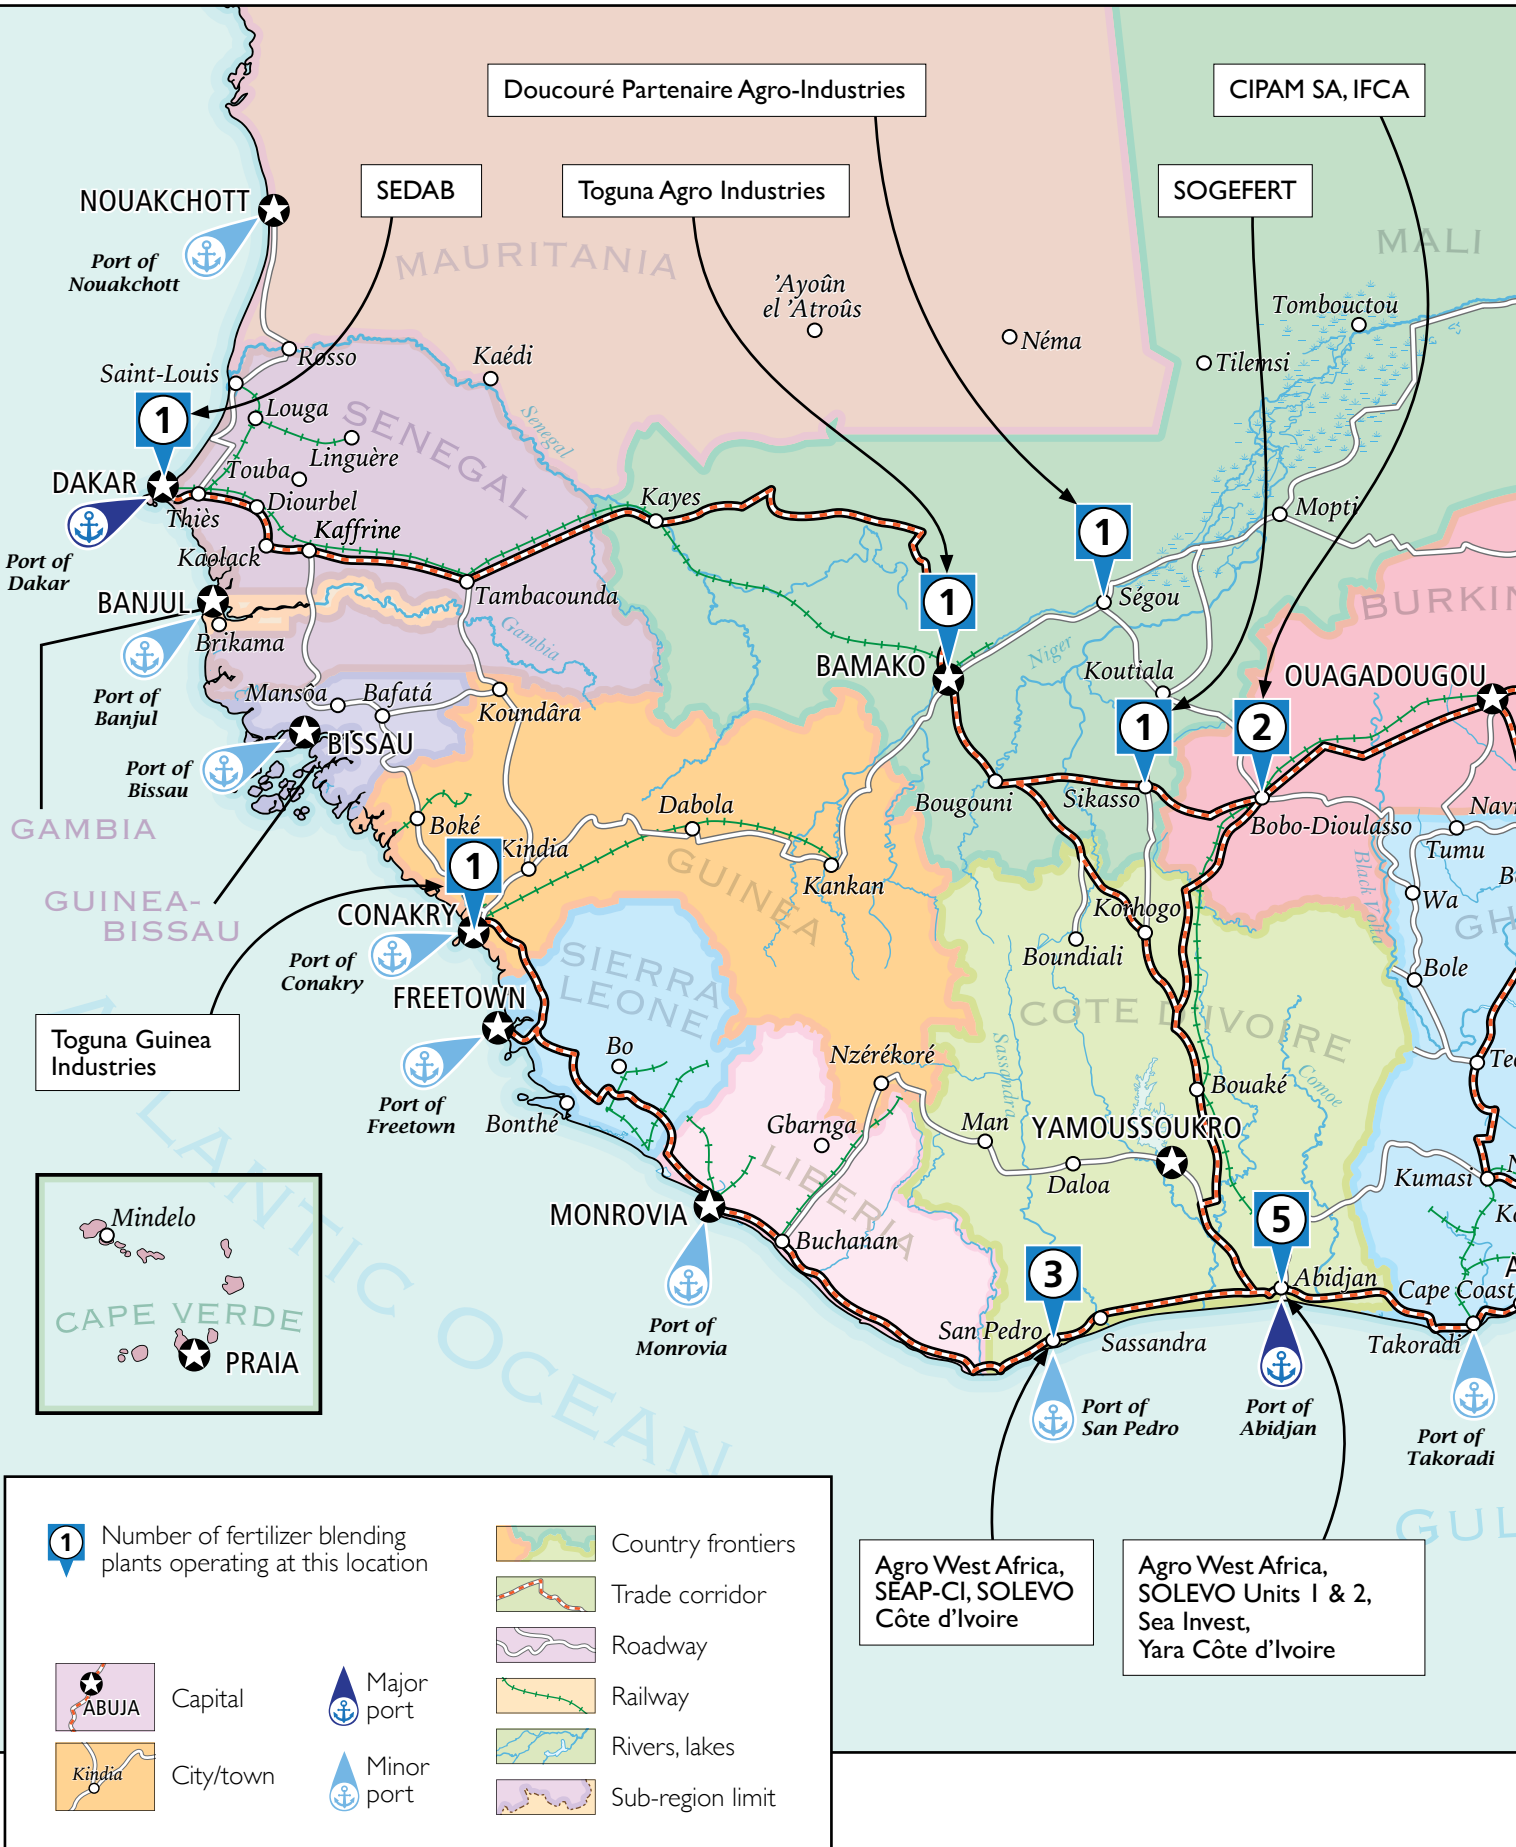 Doucouré Partenaire Agro-Industries
CIPAM SA, IFCA
SEDAB
Toguna Agro Industries
SOGEFERT
NOUAKCHOTT
Port of
Nouakchott
MAURITANIA
MALI
’Ayoûn
el ’Atroûs
Néma
Tombouctou
Tilemsi
Rosso
Kaédi
Saint-Louis
1
Louga
SENEGAL
Senegal
Linguère
Touba
DAKAR
Diourbel
Thiès
Kaffrine
Kayes
Mopti
1
Port of
Dakar
Kaolack
Tambacounda
1
Ségou
BURKIN
BANJUL
Brikama
Gambia
Niger
BAMAKO
Koutiala
OUAGADOUGOU
Port of
Banjul
Mansôa
Bafatá
Koundâra
1
2
BISSAU
Port of
Bissau
Bougouni
Sikasso
Bobo-Dioulasso
Navr
Tumu
GAMBIA
Boké
Dabola
Kindia
1
GUINEA
Kankan
Black Volta
Wa
GUINEA-
BISSAU
CONAKRY
Korhogo
GH
Port of
Conakry
SIERRA
LEONE
Boundiali
Bole
FREETOWN
COTE D'IVOIRE
Toguna Guinea
Industries
Bo
Nzérékoré
Sassandra
Comoe
Bouaké
Port of
Freetown
Bonthé
Gbarnga
Man
YAMOUSSOUKRO
LIBERIA
Daloa
Kumasi
MONROVIA
Buchanan
5
Mindelo
3
Abidjan
Cape Coast
CAPE VERDE
PRAIA
Port of
Monrovia
San Pedro
Sassandra
Takoradi
ATLANTIC OCEAN
Port of
San Pedro
Port of
Abidjan
Port of
Takoradi
GUL
Agro West Africa,
SEAP-CI, SOLEVO
Côte d’Ivoire
Agro West Africa,
SOLEVO Units 1 & 2,
Sea Invest,
Yara Côte d’Ivoire
1
Number of fertilizer blending
plants operating at this location
Country frontiers
Trade corridor
Roadway
Railway
Rivers, lakes
Sub-region limit
ABUJA
Capital
Major
port
Kindia
City/town
Minor
port